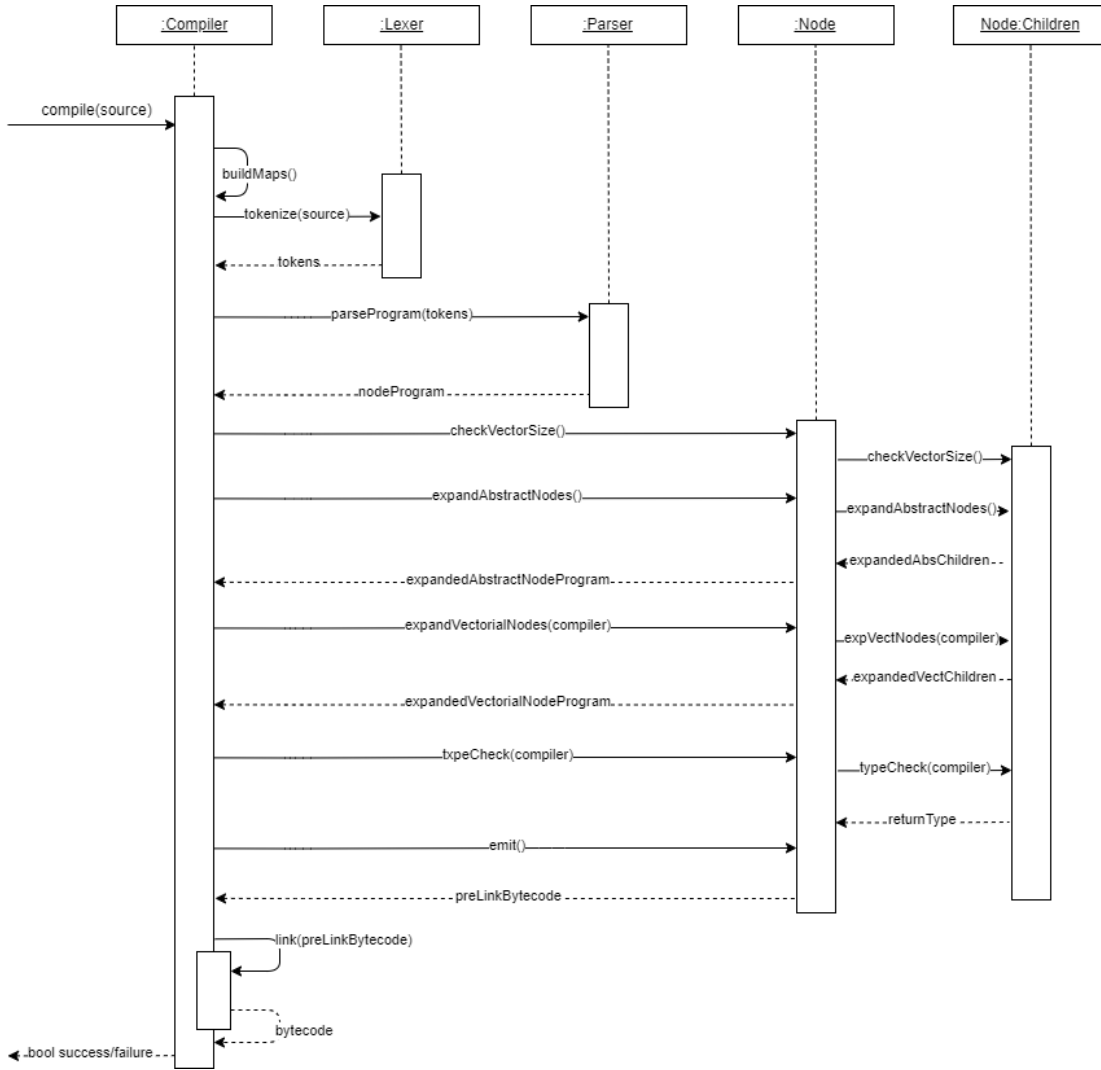 :Compiler
:Lexer
:Parser
:Node
Node:Children
compile(source)
buildMaps()
tokenize(source)
tokens
parseProgram(tokens)
nodeProgram
checkVectorSize()
checkVectorSize()
expandAbstractNodes()
expandAbstractNodes()
expandedAbsChildren
expandedAbstractNodeProgram
expandVectorialNodes(compiler)
expVectNodes(compiler)
expandedVectChildren
expandedVectorialNodeProgram
txpeCheck(compiler)
typeCheck(compiler)
returnType
emit()
preLinkBytecode
link(preLinkBytecode)
bytecode
bool success/failure